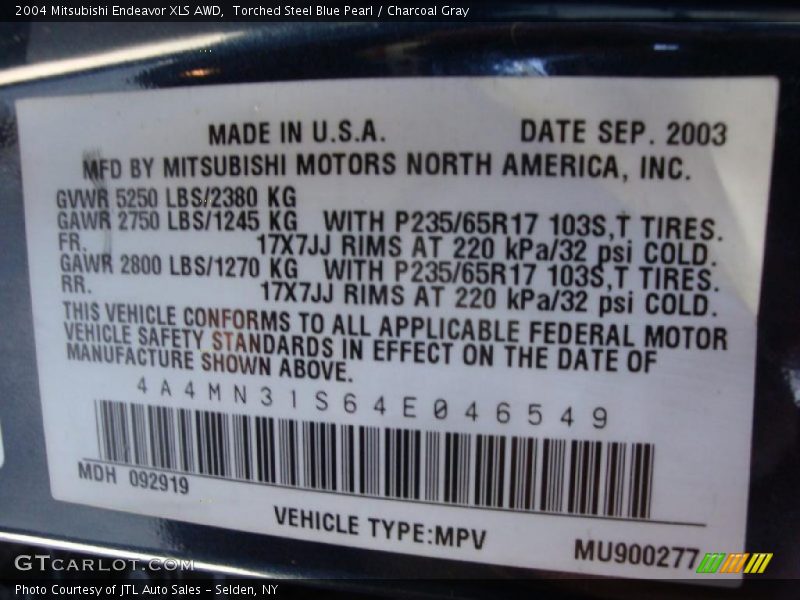 2004 Mitsubishi Endeavor XLS AWD,  Torched Steel Blue Pearl / Charcoal Gray
MADE IN U.S.A.    DATE SEP. 2003
MFD BY MITSUBISHI MOTORS NORTH AMERICA, INC.
GVWR 5250 LBS/2380 KG
GAWR 2750 LBS/1245 KG  WITH P235/65R17 103S,T TIRES.
FR.    17X7JJ RIMS AT 220 kPa/32 psi COLD.
GAWR 2800 LBS/1270 KG  WITH P235/65R17 103S,T TIRES.
RR.    17X7JJ RIMS AT 220 kPa/32 psi COLD.
THIS VEHICLE CONFORMS TO ALL APPLICABLE FEDERAL MOTOR
VEHICLE SAFETY STANDARDS IN EFFECT ON THE DATE OF
MANUFACTURE SHOWN ABOVE.
4A4MN31S64E046549
MDH 092919
VEHICLE TYPE:MPV
MU900277
GTCARLOT.COM
Photo Courtesy of JTL Auto Sales – Selden, NY